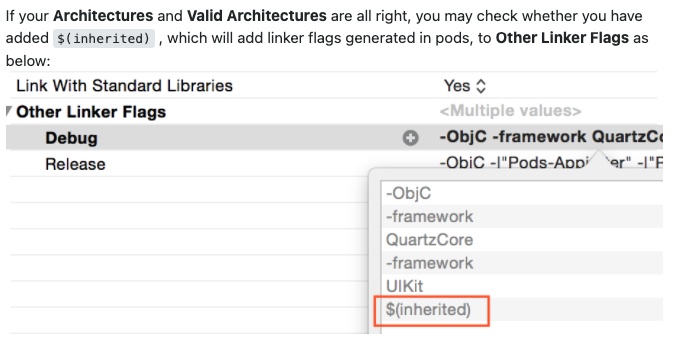 If your Architectures and Valid Architectures are all right, you may check whether you have
added $(inherited) , which will add linker flags generated in pods, to Other Linker Flags as
below:
Link With Standard Libraries Yes
Other Linker Flags <Multiple values>
Debug -ObjC -framework QuartzCo
Release -ObjC -l"Pods-Appi er" -l"F
-ObjC
-framework
QuartzCore
-framework
UIKit
$(inherited)